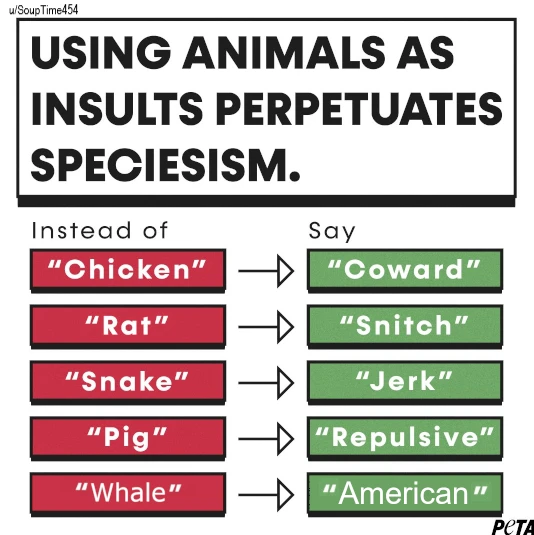 u/SoupTime454
USING ANIMALS AS
INSULTS PERPETUATES
SPECIESISM.
Instead of Say
“Chicken” “Coward”
“Rat” “Snitch”
“Snake” “Jerk”
“Pig” “Repulsive”
“Whale” “American”
PeTA